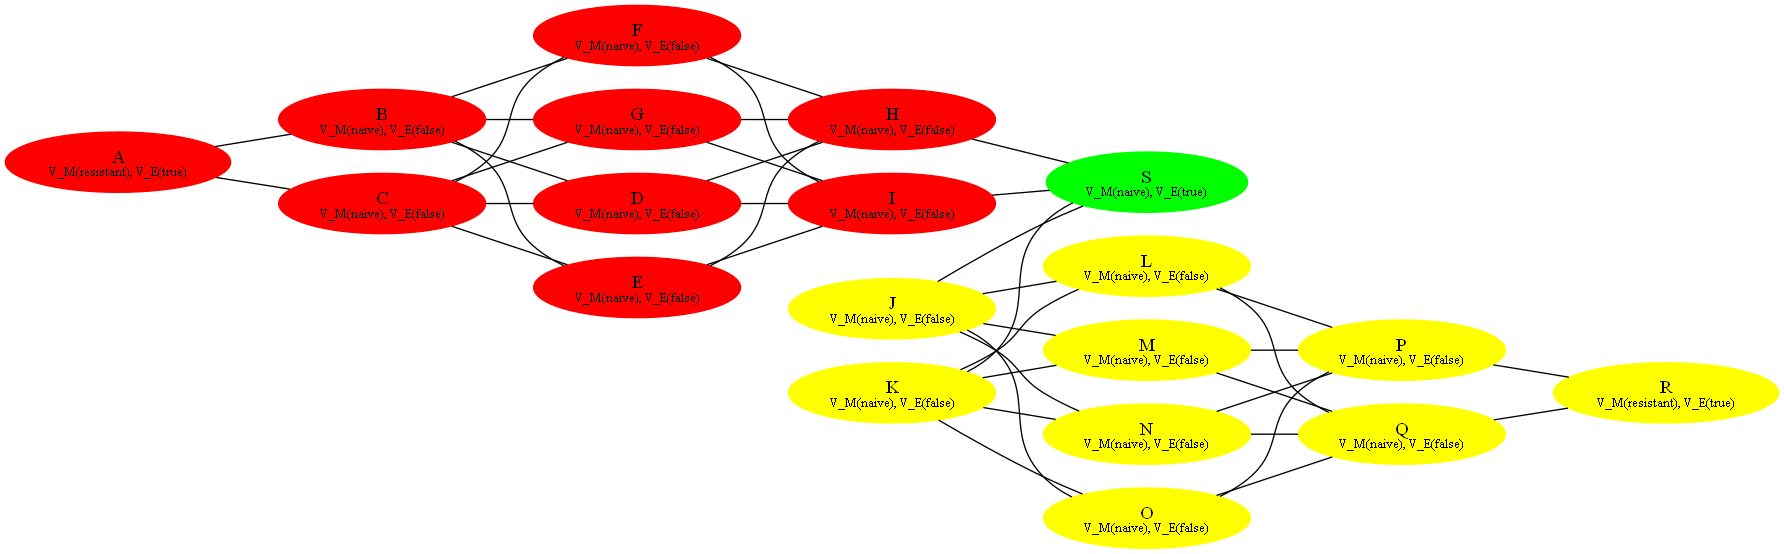 F
V_M(naive), V_E(false)
B
V_M(naive), V_E(false)
G
V_M(naive), V_E(false)
H
V_M(naive), V_E(false)
A
V_M(resistant), V_E(true)
S
V_M(naive), V_E(true)
C
V_M(naive), V_E(false)
D
V_M(naive), V_E(false)
I
V_M(naive), V_E(false)
L
V_M(naive), V_E(false)
E
V_M(naive), V_E(false)
J
V_M(naive), V_E(false)
M
V_M(naive), V_E(false)
P
V_M(naive), V_E(false)
K
V_M(naive), V_E(false)
R
V_M(resistant), V_E(true)
N
V_M(naive), V_E(false)
Q
V_M(naive), V_E(false)
O
V_M(naive), V_E(false)